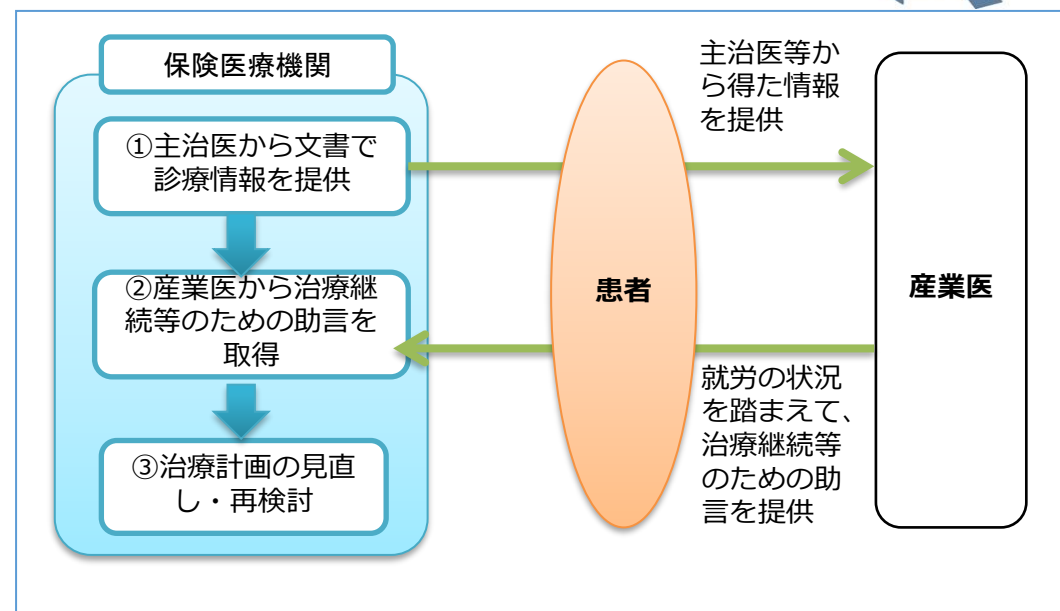 保険医療機関
①主治医から文書で
診療情報を提供
②産業医から治療継
続等のための助言を
取得
③治療計画の見直
し・再検討
患者
主治医等か
ら得た情報
を提供
就労の状況
を踏まえて、
治療継続等
のための助
言を提供
産業医